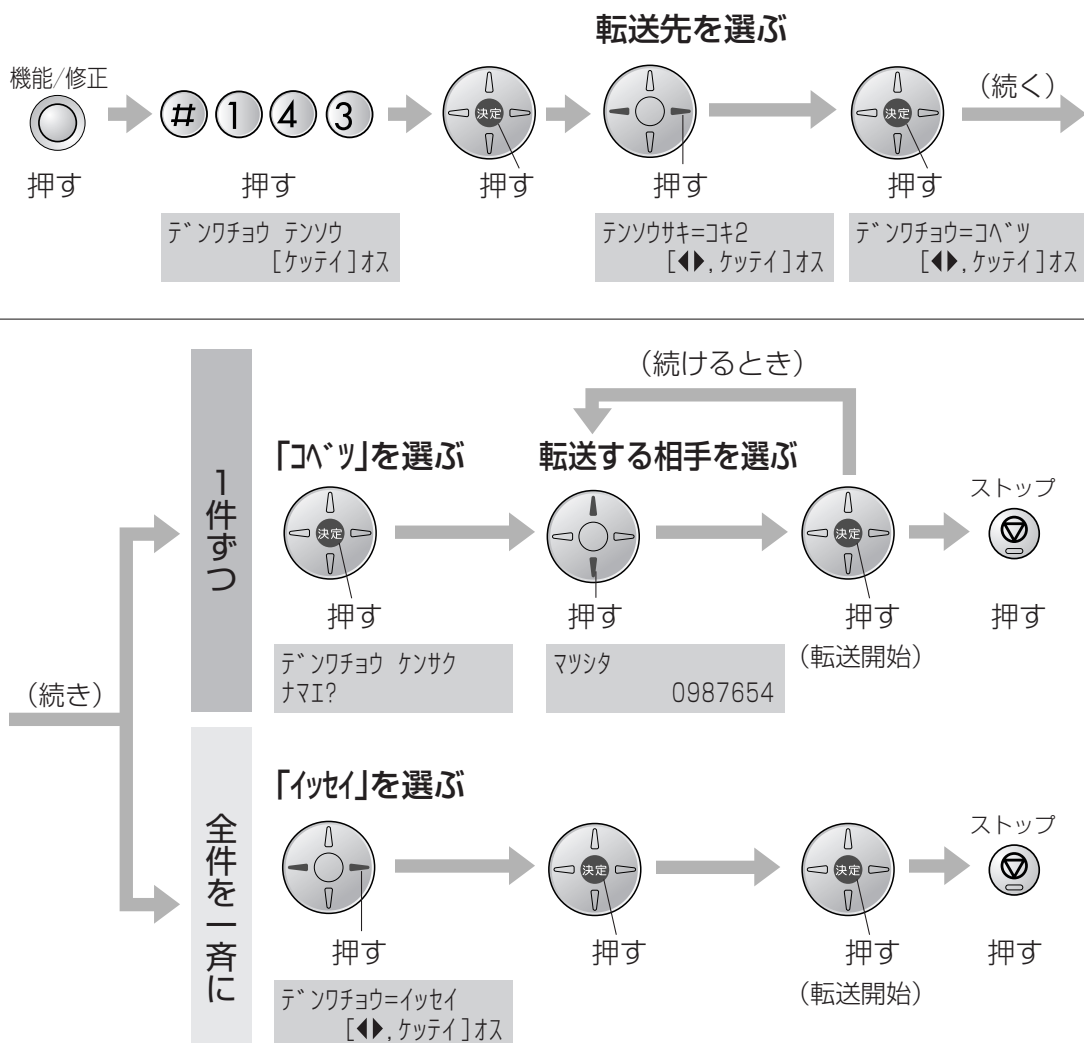 転送先を選ぶ
機能/修正
# 1 4 3
決定
決定
(続く)
押す
押す
押す
押す
押す
ﾃﾞﾝﾜﾁｮｳ ﾃﾝｿｳ
[ｹｯﾃｲ]ｵｽ
ﾃﾝｿｳｻｷ=ｺｷ2
[◀▶,ｹｯﾃｲ]ｵｽ
ﾃﾞﾝﾜﾁｮｳ=ｺﾍﾞﾂ
[◀▶,ｹｯﾃｲ]ｵｽ
(続き)
1件ずつ
(続けるとき)
「ｺﾍﾞﾂ」を選ぶ
転送する相手を選ぶ
ストップ
決定
決定
押す
押す
押す
押す
(転送開始)
ﾃﾞﾝﾜﾁｮｳ ｹﾝｻｸ
ﾅﾏｴ?
ﾏﾂｼﾀ
0987654
全件を一斉に
「ｲｯｾｲ」を選ぶ
ストップ
決定
決定
押す
押す
押す
押す
(転送開始)
ﾃﾞﾝﾜﾁｮｳ=ｲｯｾｲ
[◀▶,ｹｯﾃｲ]ｵｽ